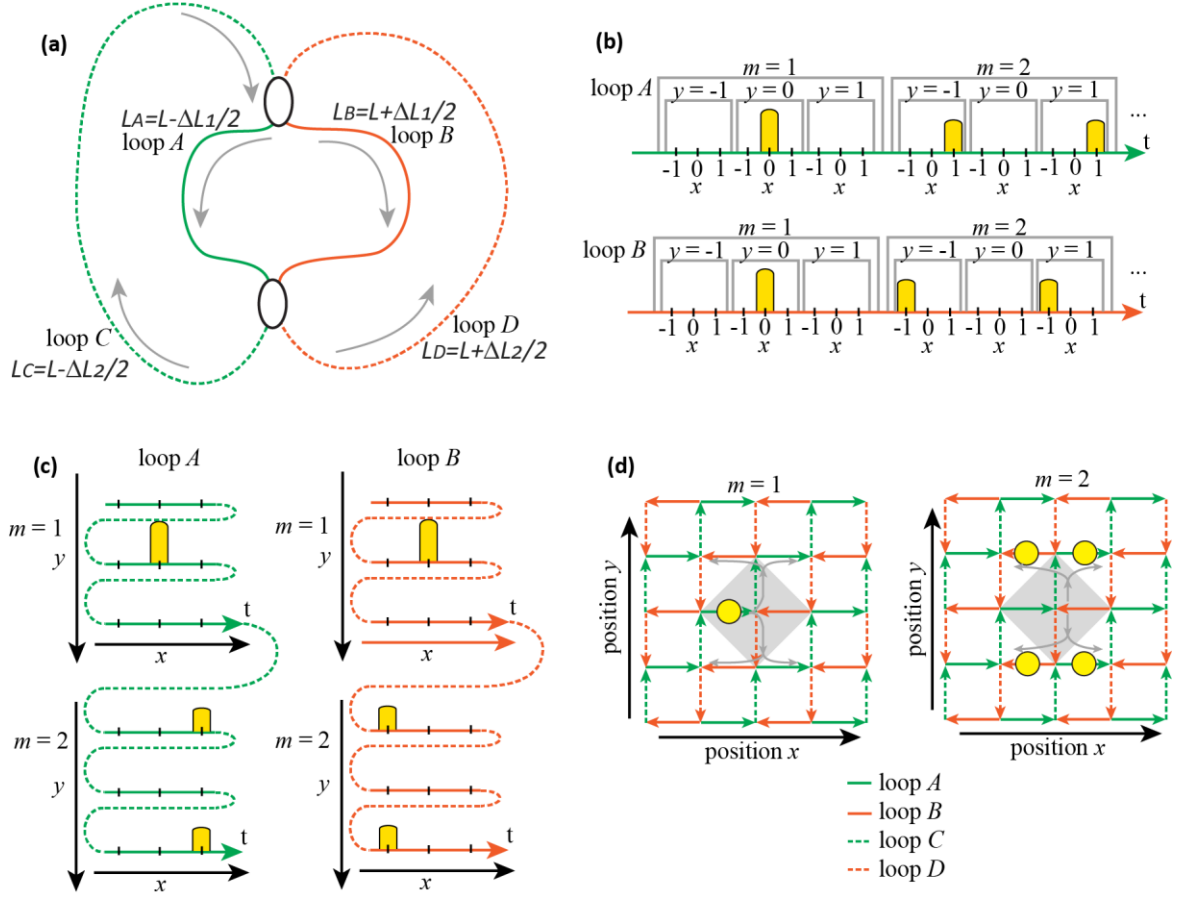 (a)
LA=L-ΔL1/2
loop A
LB=L+ΔL1/2
loop B
loop C
LC=L-ΔL2/2
loop D
LD=L+ΔL2/2
(b)
loop A
m = 1
m = 2
y = -1 y = 0 y = 1
y = -1 y = 0 y = 1
...
t
-1 0 1 -1 0 1 -1 0 1
-1 0 1 -1 0 1 -1 0 1
x x x x x x
loop B
m = 1
m = 2
y = -1 y = 0 y = 1
y = -1 y = 0 y = 1
...
t
-1 0 1 -1 0 1 -1 0 1
-1 0 1 -1 0 1 -1 0 1
x x x x x x
(c)
loop A
loop B
m = 1
y
t
x
m = 1
y
t
x
m = 2
y
t
x
m = 2
y
t
x
(d)
m = 1
m = 2
position y
position x
position y
position x
loop A
loop B
loop C
loop D